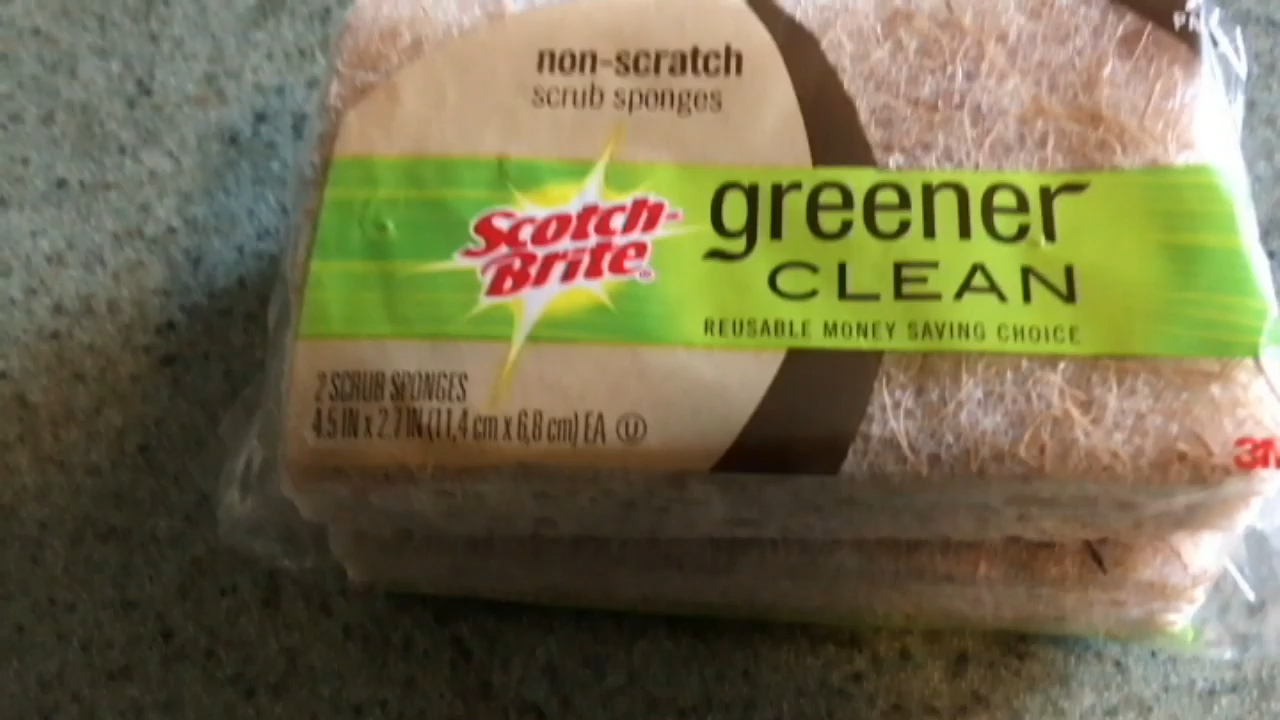 non-scratch
scrub sponges
Scotch-
Brite
greener
CLEAN
REUSABLE MONEY SAVING CHOICE
2 SCRUB SPONGES
4.5 IN x 2.7 IN (11,4 cm x 6,8 cm) EA U